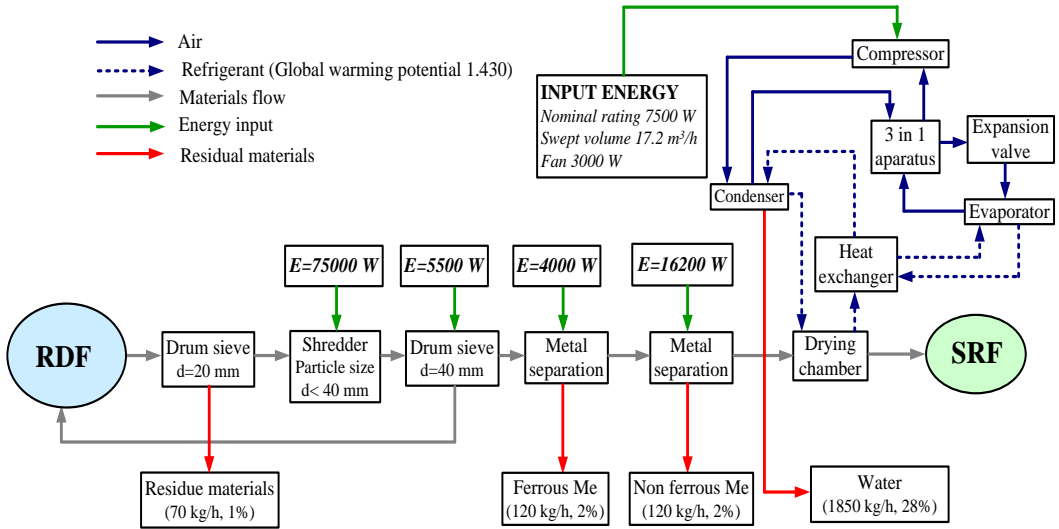 Air
Refrigerant (Global warming potential 1.430)
Materials flow
Energy input
Residual materials
INPUT ENERGY
Nominal rating 7500 W
Swept volume 17.2 m³/h
Fan 3000 W
Compressor
3 in 1
aparatus
Expansion
valve
Condenser
Evaporator
Heat
exchanger
E=75000 W
E=5500 W
E=4000 W
E=16200 W
RDF
Drum sieve
d=20 mm
Shredder
Particle size
d< 40 mm
Drum sieve
d=40 mm
Metal
separation
Metal
separation
Drying
chamber
SRF
Residue materials
(70 kg/h, 1%)
Ferrous Me
(120 kg/h, 2%)
Non ferrous Me
(120 kg/h, 2%)
Water
(1850 kg/h, 28%)